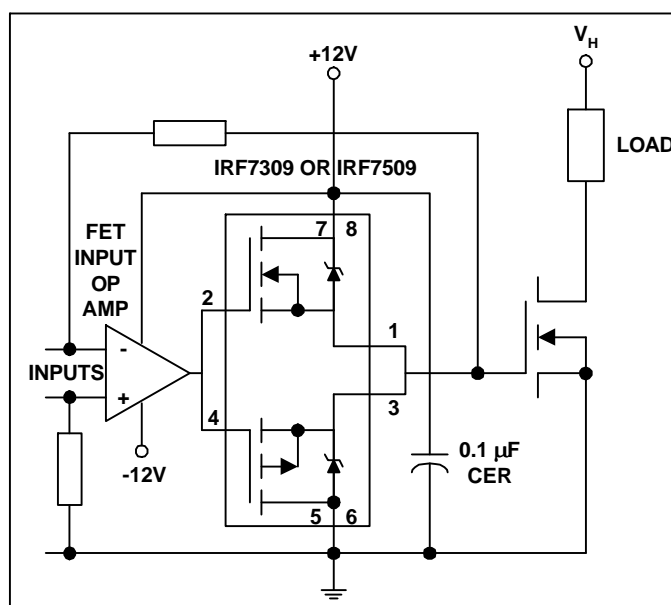 +12V
V_H
IRF7309 OR IRF7509
LOAD
FET
INPUT
OP
AMP
7 8
2
1
-
INPUTS
+
3
4
-12V
0.1 μF
CER
5 6